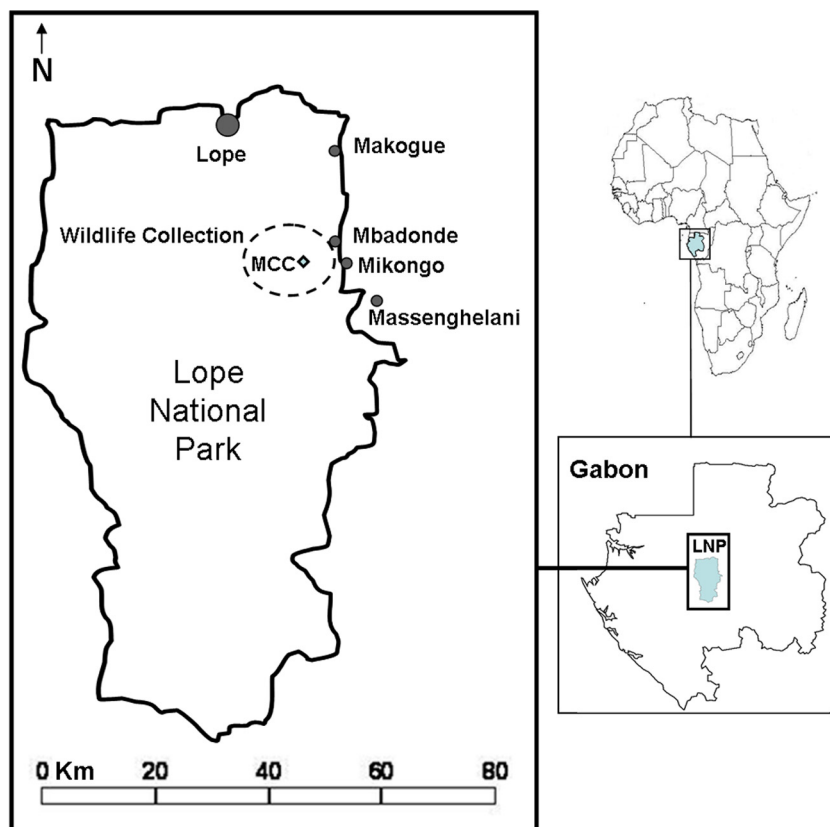 N
Lope
Makogue
Wildlife Collection
Mbadonde
MCC
Mikongo
Massenghelani
Lope
National
Park
0 Km 20 40 60 80
Gabon
LNP